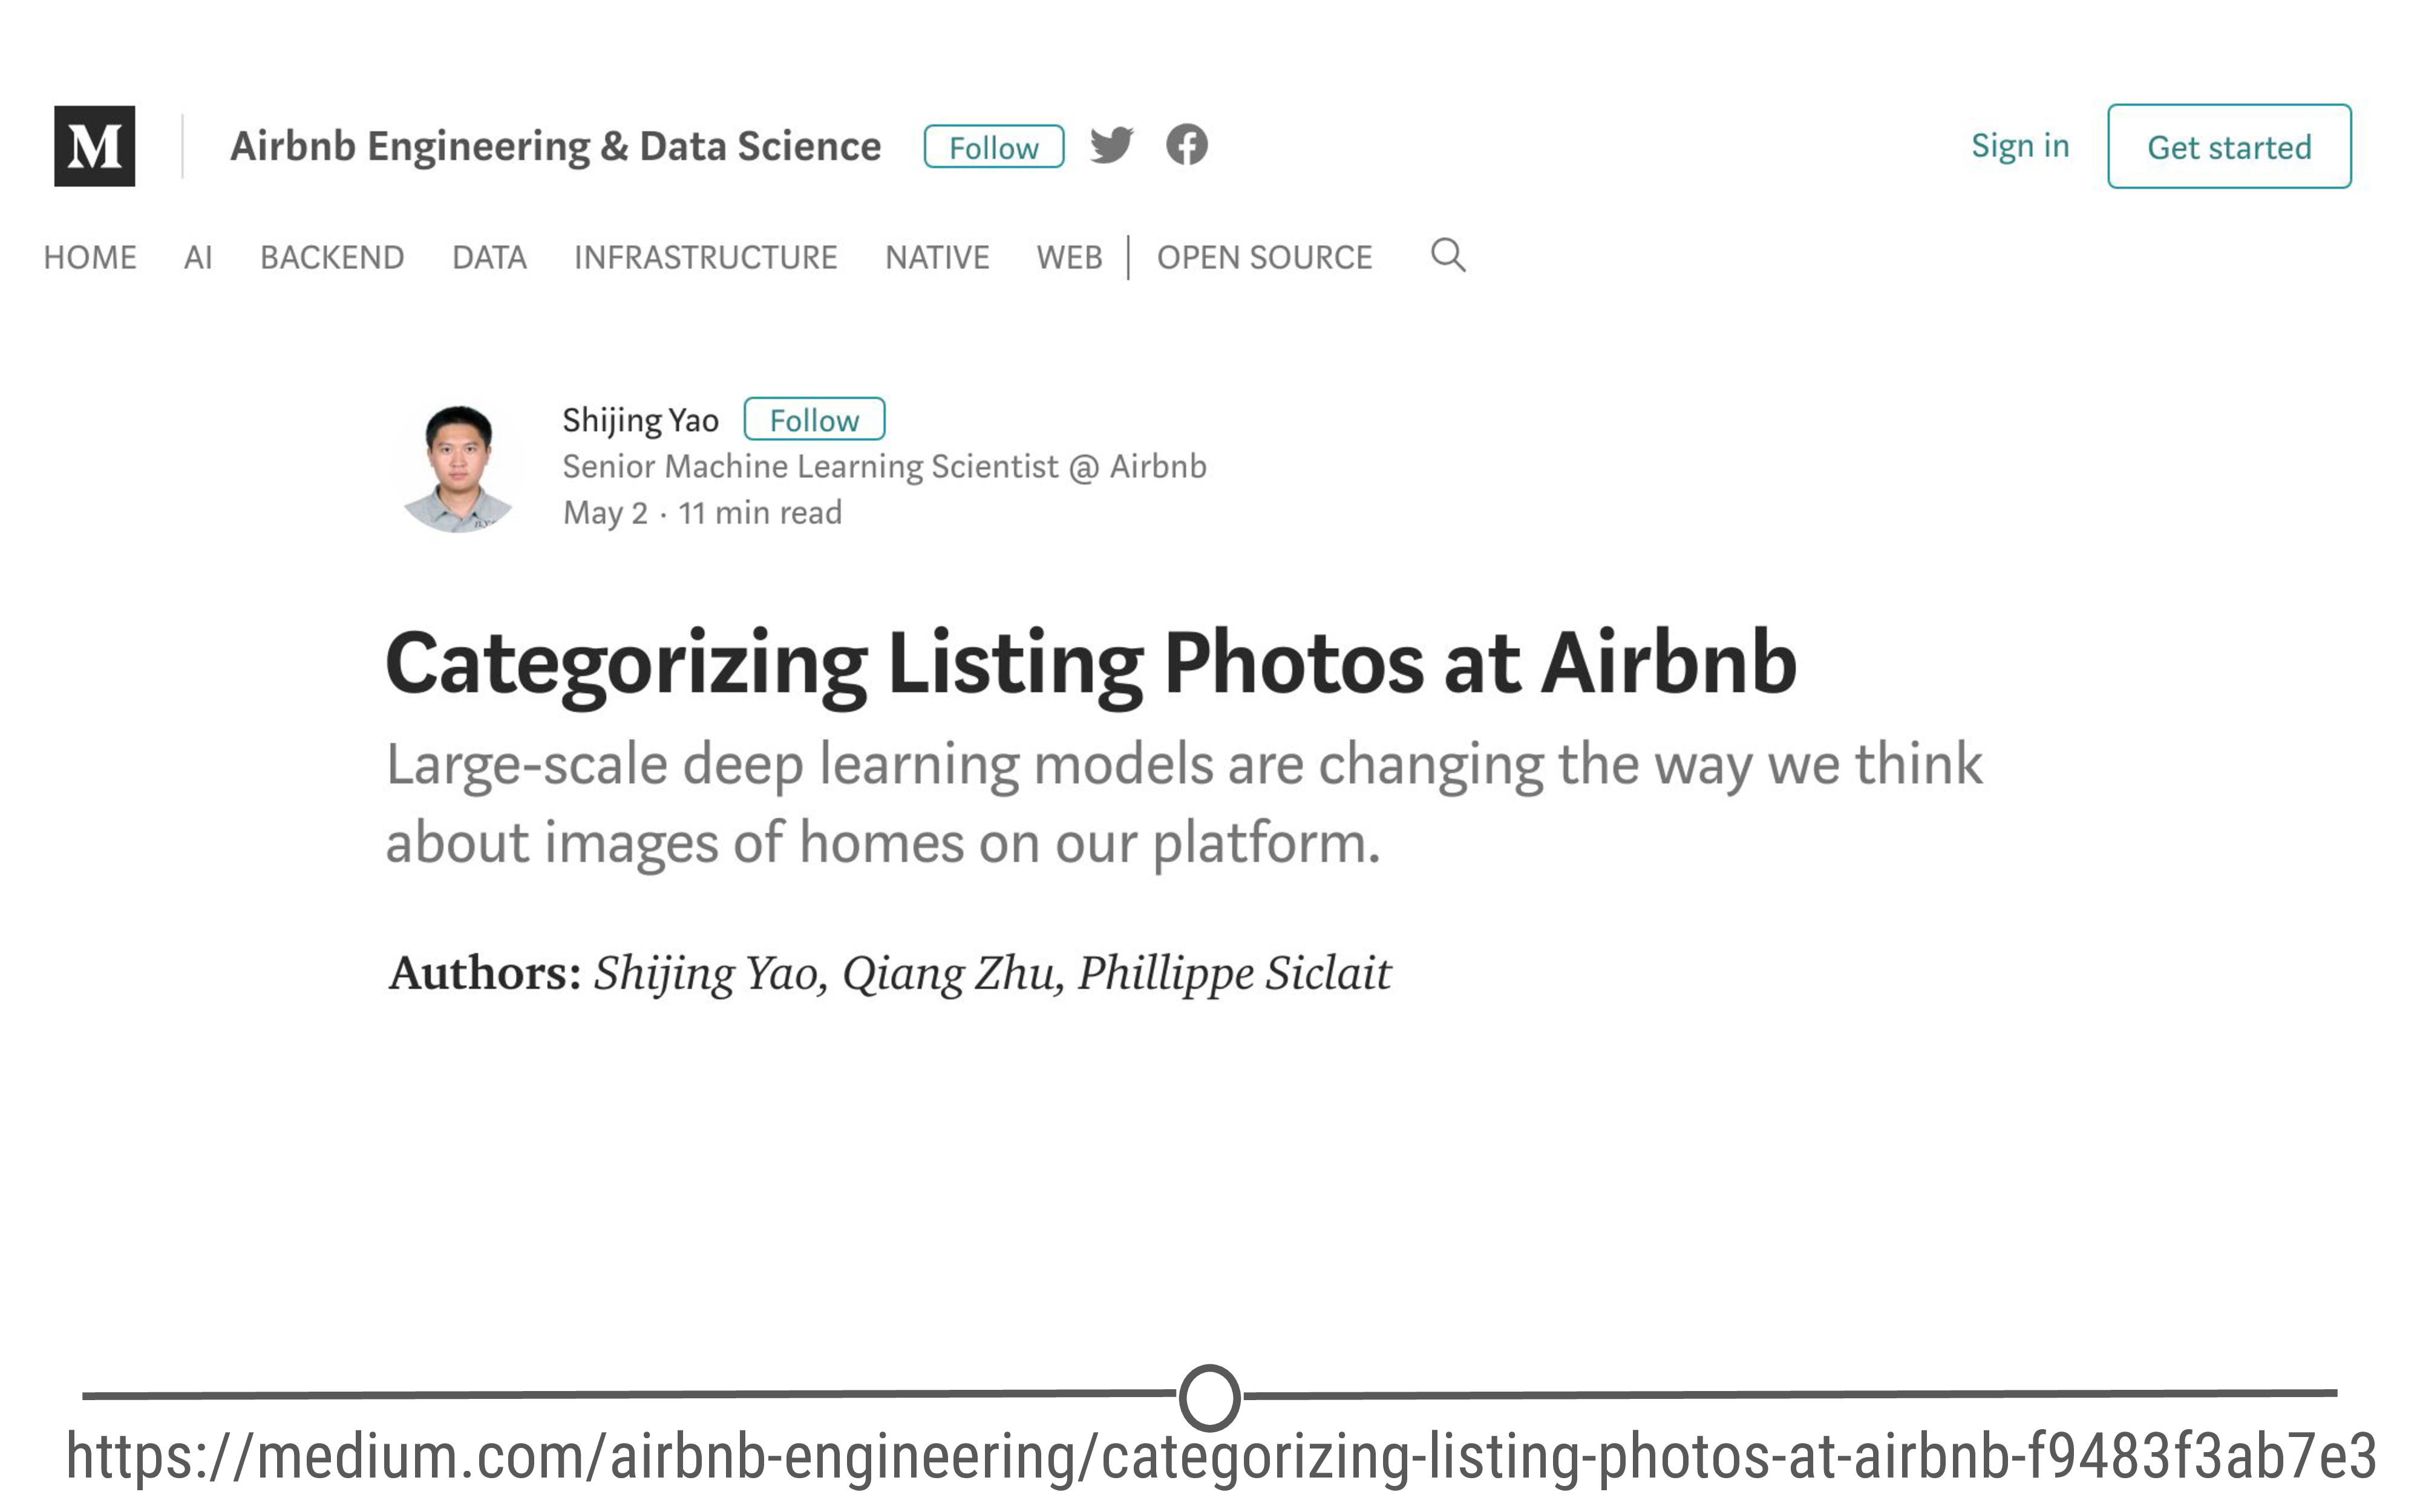 M
Airbnb Engineering & Data Science Follow
Sign in Get started
HOME AI BACKEND DATA INFRASTRUCTURE NATIVE WEB OPEN SOURCE
Shijing Yao Follow
Senior Machine Learning Scientist @ Airbnb
May 2 · 11 min read
Categorizing Listing Photos at Airbnb
Large-scale deep learning models are changing the way we think
about images of homes on our platform.
Authors: Shijing Yao, Qiang Zhu, Phillippe Siclait
https://medium.com/airbnb-engineering/categorizing-listing-photos-at-airbnb-f9483f3ab7e3